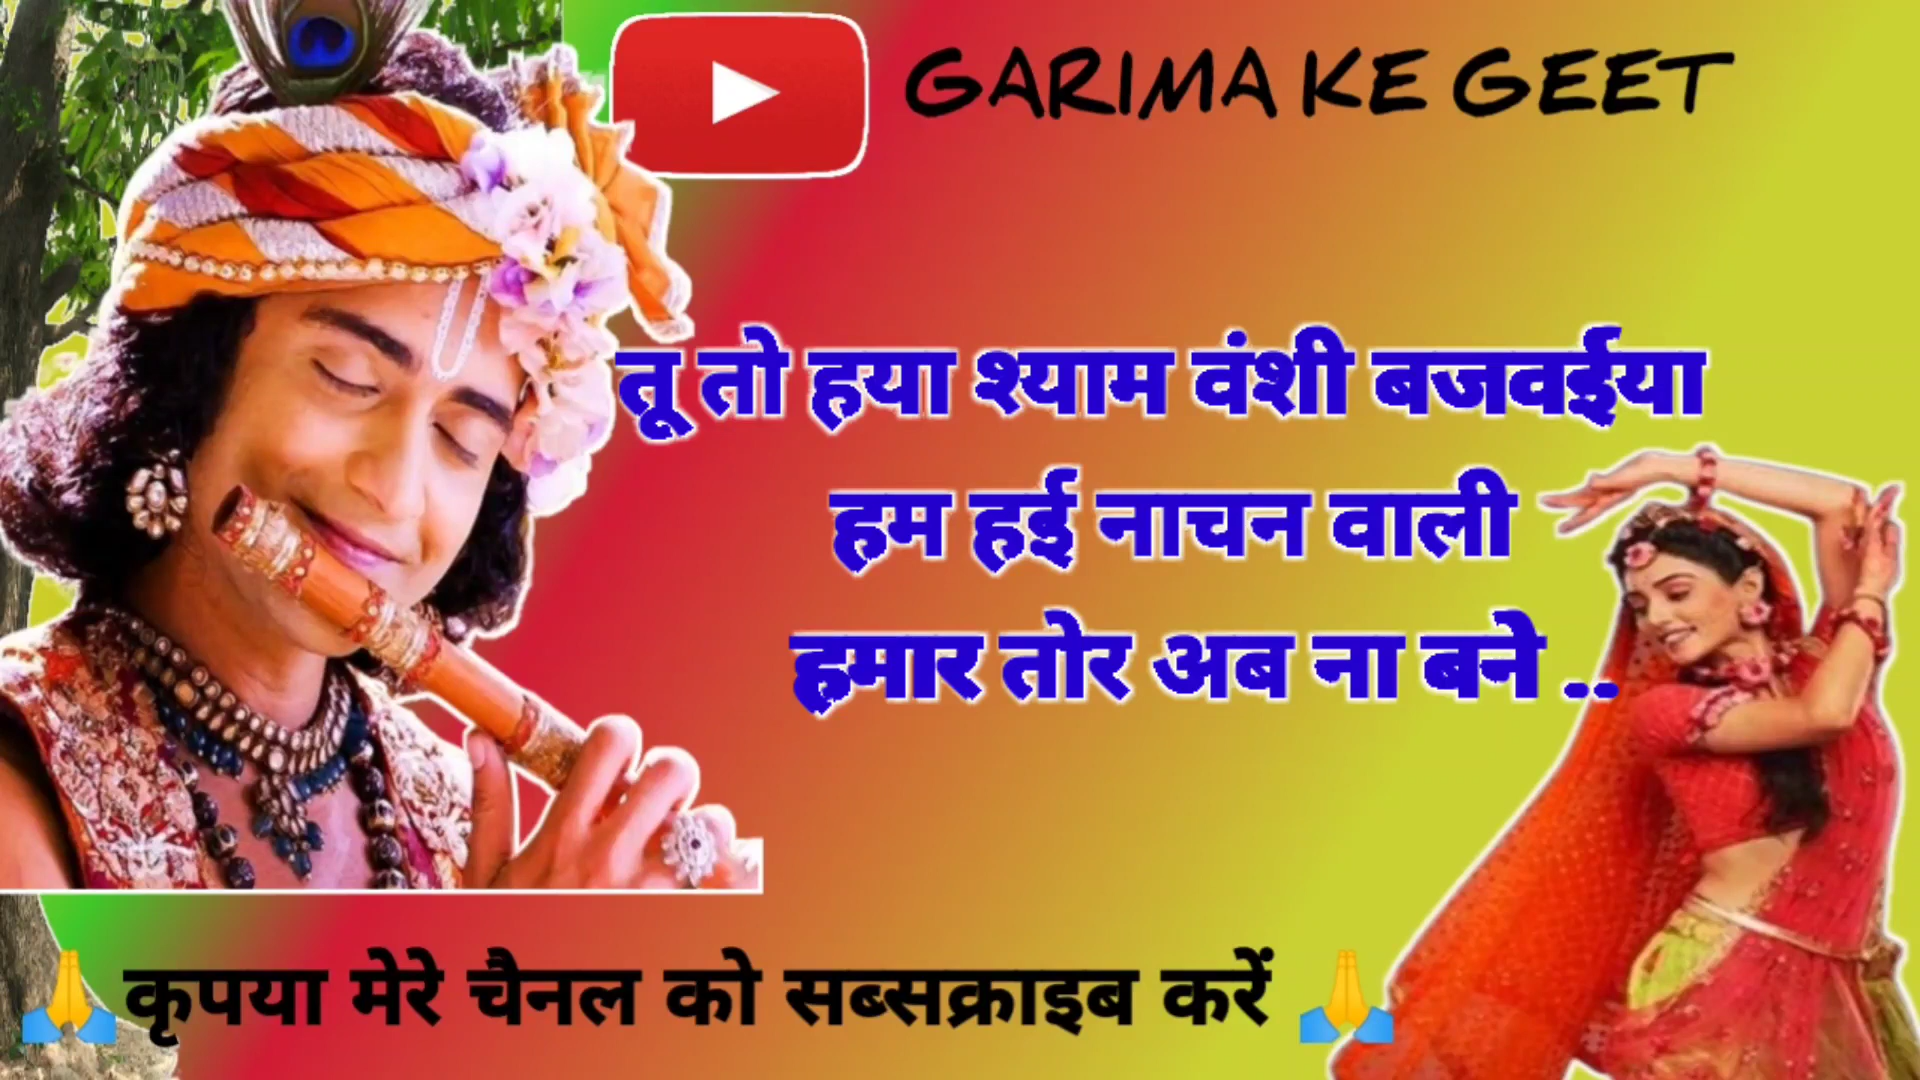 GARIMA KE GEET
तू तो हया श्याम वंशी बजवईया
हम हई नाचन वाली
हमार तोर अब ना बने ..
🙏कृपया मेरे चैनल को सब्सक्राइब करें 🙏